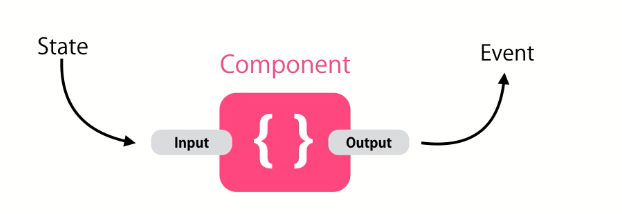 State
Event
Component
Input
{ }
Output